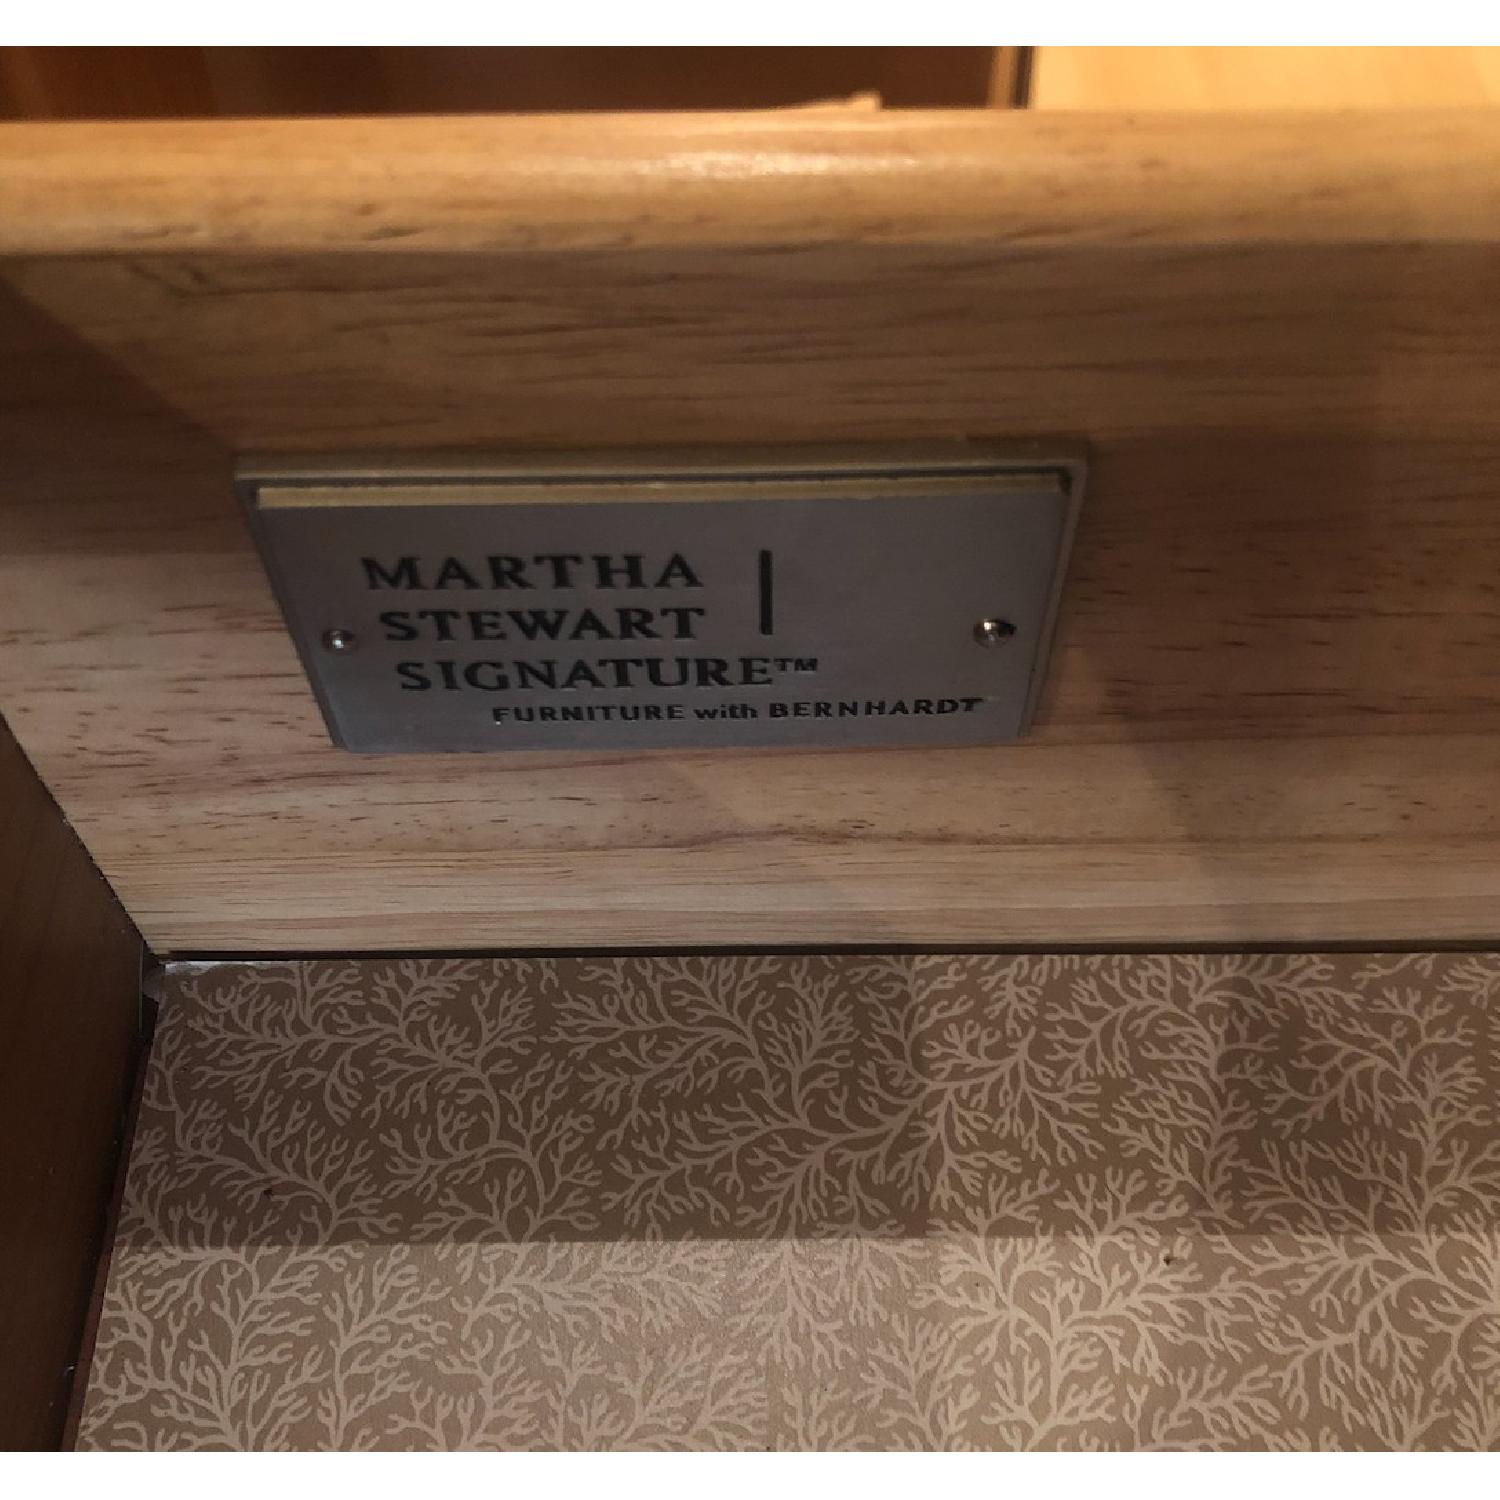 MARTHA
STEWART
SIGNATURE™
FURNITURE with BERNHARDT